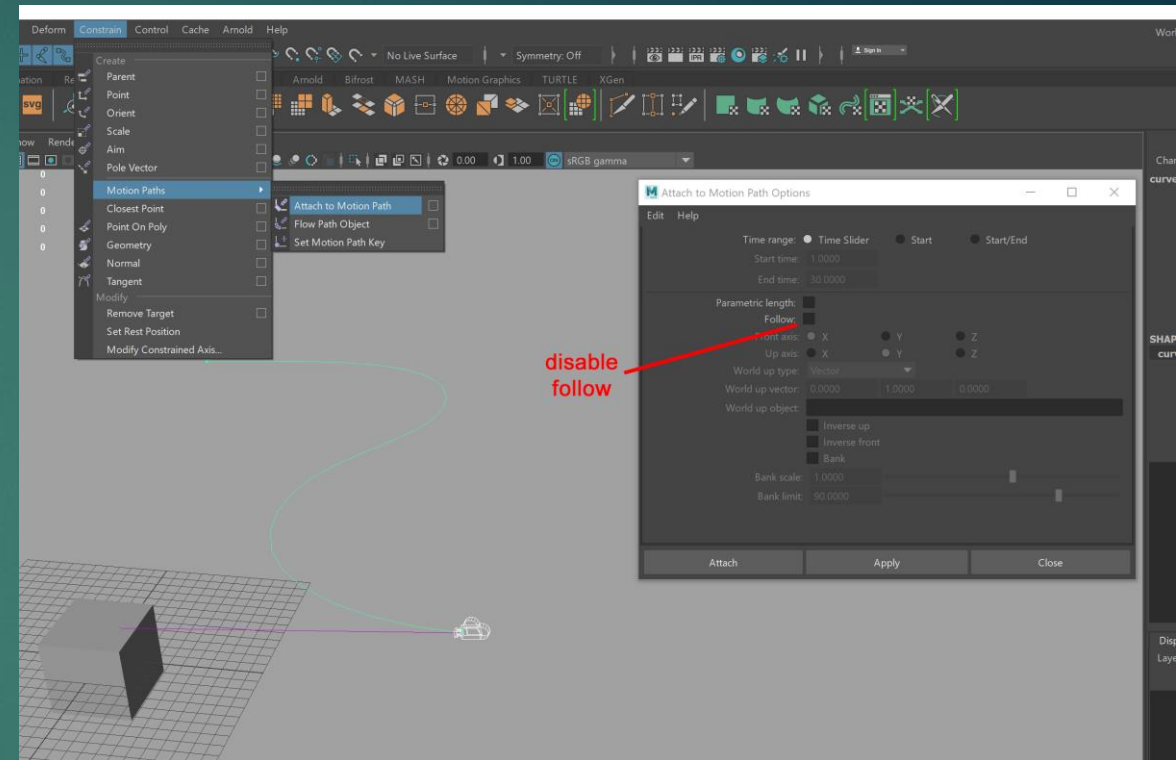 Deform Constrain Control Cache Arnold Help
No Live Surface Symmetry: Off IPR Sign In
Arnold Bifrost MASH Motion Graphics TURTLE XGen
svg
0.00 1.00 sRGB gamma
0
0
0
0
Create
Parent
Point
Orient
Scale
Aim
Pole Vector
Motion Paths
Closest Point
Point On Poly
Geometry
Normal
Tangent
Modify
Remove Target
Set Rest Position
Modify Constrained Axis...
Attach to Motion Path
Flow Path Object
Set Motion Path Key
disable
follow
Attach to Motion Path Options
Edit Help
Time range: Time Slider Start Start/End
Start time: 1.0000
End time: 30.0000
Parametric length:
Follow:
Front axis: X Y Z
Up axis: X Y Z
World up type: Vector
World up vector: 0.0000 1.0000 0.0000
World up object:
Inverse up
Inverse front
Bank
Bank scale: 1.0000
Bank limit: 90.0000
Attach Apply Close
curve